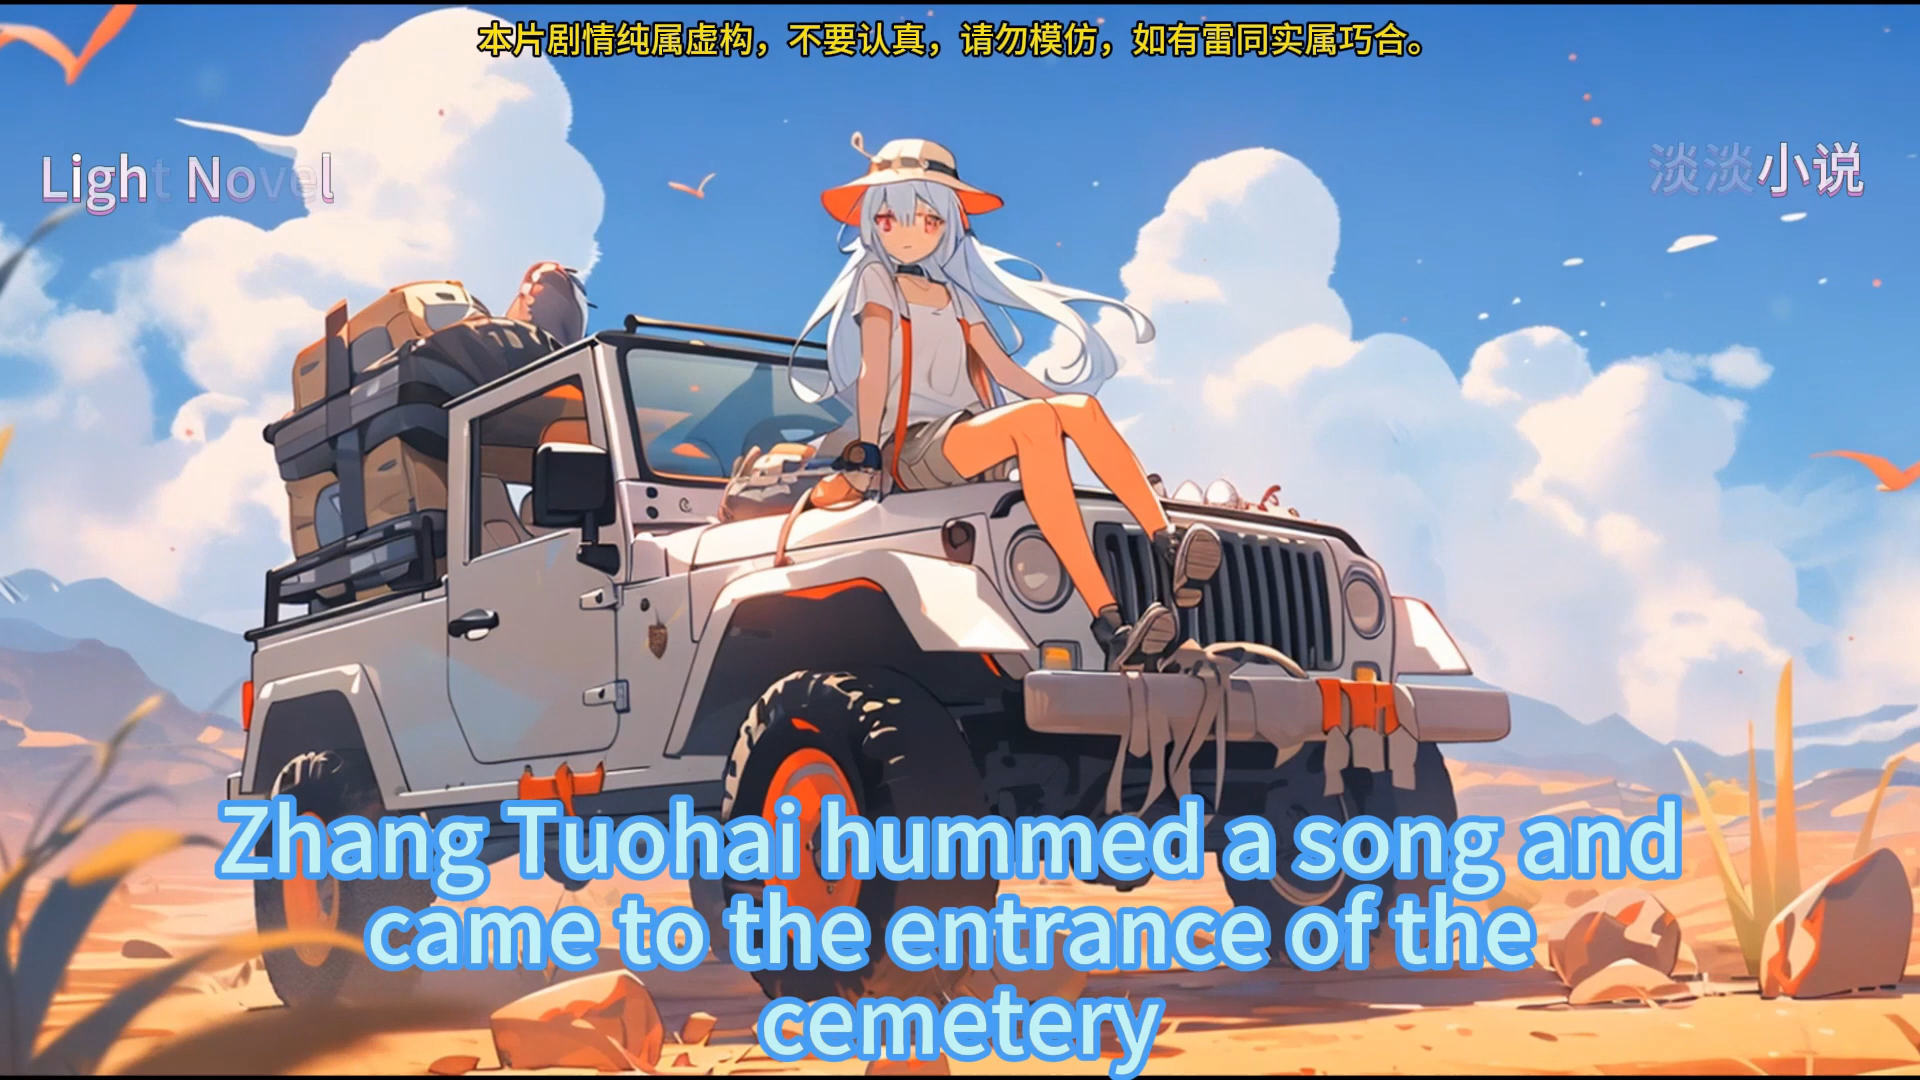 本片剧情纯属虚构，不要认真，请勿模仿，如有雷同实属巧合。
Light Novel
淡淡小说
Zhang Tuohai hummed a song and
came to the entrance of the
cemetery